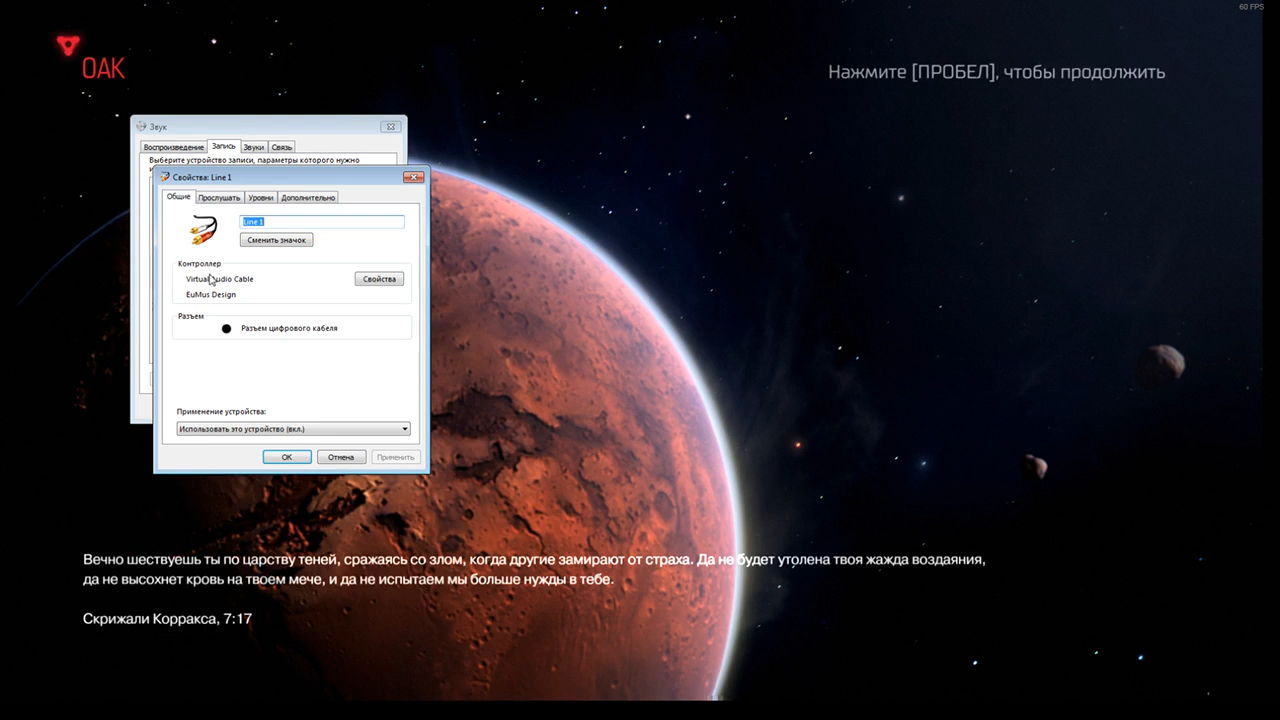 60 FPS
ОАК
Нажмите [ПРОБЕЛ], чтобы продолжить
Звук
Воспроизведение Запись Звуки Связь
Выберите устройство записи, параметры которого нужно
Свойства: Line 1
Общие Прослушать Уровни Дополнительно
Line 1
Сменить значок
Контроллер
Virtual Audio Cable Свойства
EuMus Design
Разъем
Разъем цифрового кабеля
Применение устройства:
Использовать это устройство (вкл.)
ОК Отмена Применить
Вечно шествуешь ты по царству теней, сражаясь со злом, когда другие замирают от страха. Да не будет утолена твоя жажда воздаяния,
да не высохнет кровь на твоем мече, и да не испытаем мы больше нужды в тебе.
Скрижали Корракса, 7:17